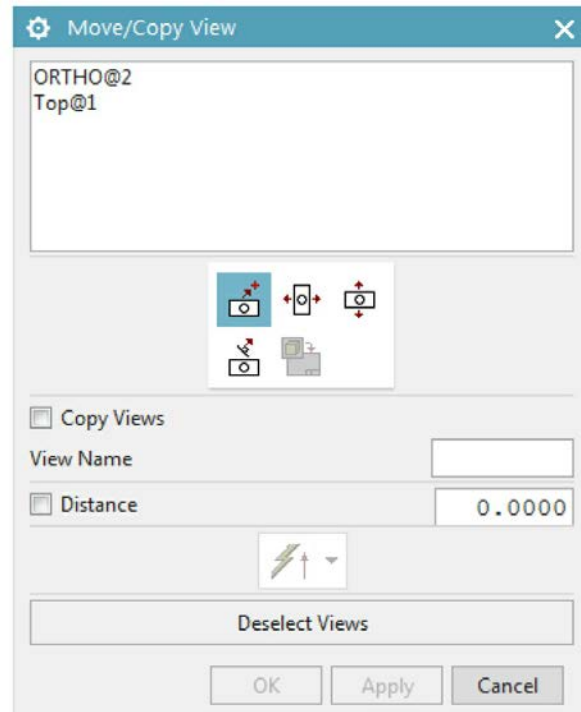 Move/Copy View
ORTHO@2
Top@1
Copy Views
View Name
Distance
0.0000
Deselect Views
OK
Apply
Cancel